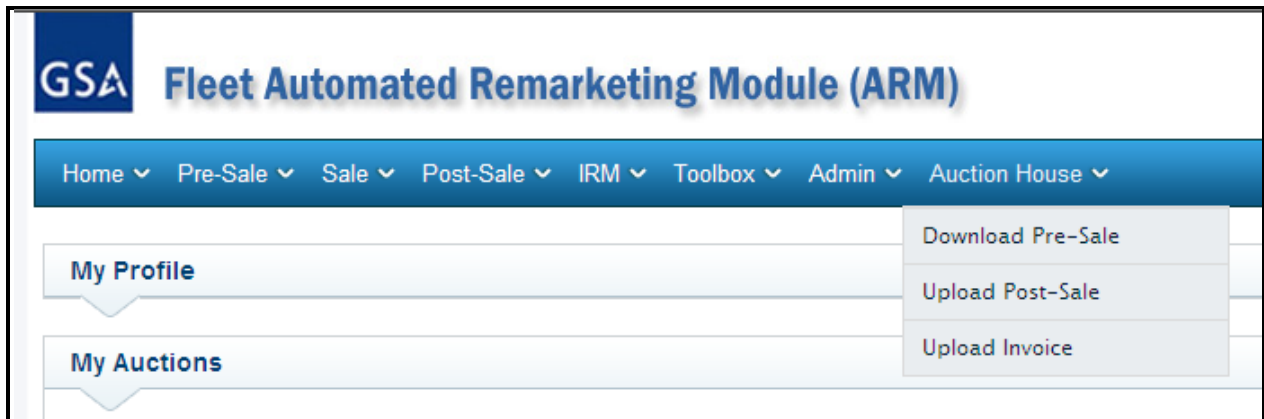 GSA Fleet Automated Remarketing Module (ARM)
Home Pre-Sale Sale Post-Sale IRM Toolbox Admin Auction House
Download Pre-Sale
My Profile
Upload Post-Sale
Upload Invoice
My Auctions